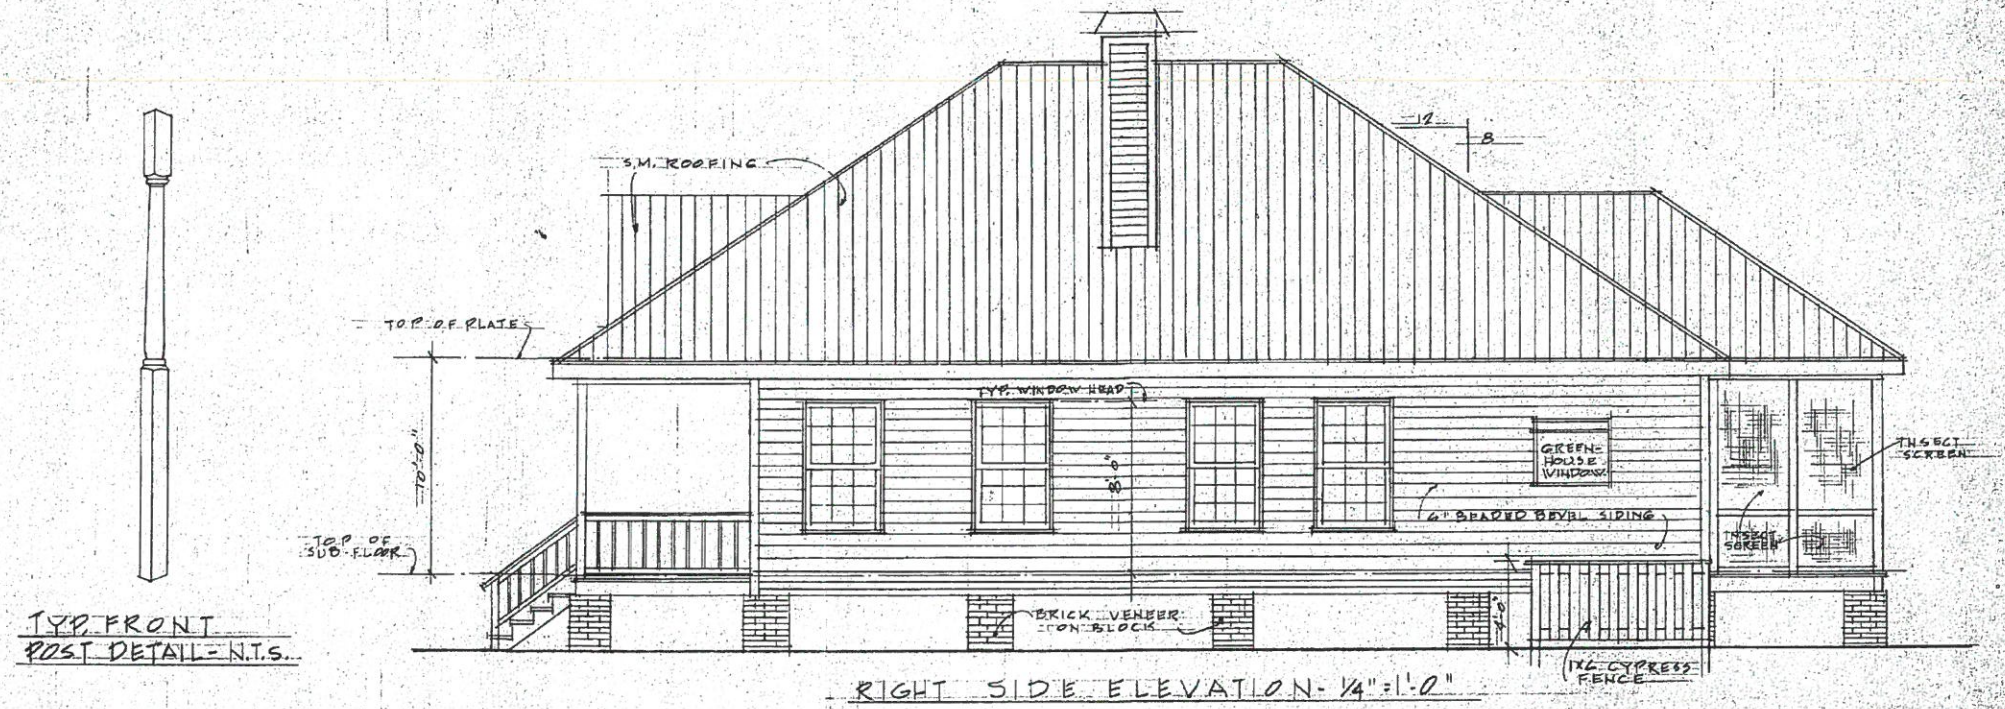 12
8
S.M. ROOFING
TOP OF PLATE
TYP. WINDOW HEAD
10'-0"
8'-0"
GREEN-
HOUSE
WINDOW
INSECT
SCREEN
6" BEADED BEVEL SIDING
INSECT
SCREEN
TOP OF
SUB-FLOOR
4'-0"
BRICK VENEER
ON BLOCK
1X6 CYPRESS
FENCE
TYP. FRONT
POST DETAIL - N.T.S.
RIGHT SIDE ELEVATION - 1/4" = 1'-0"